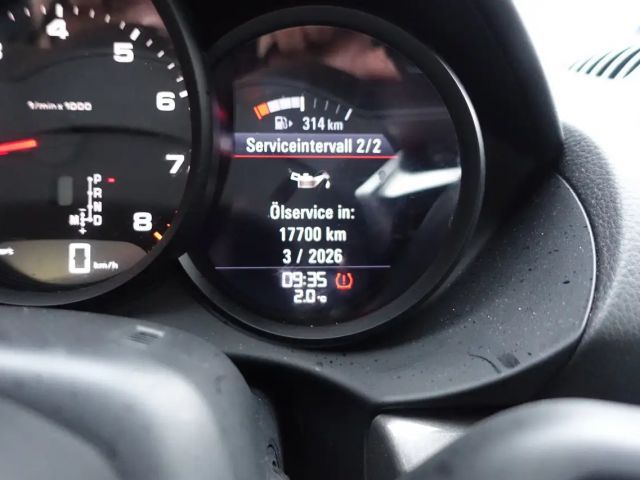 3 4 5 6 7 8
1/min x 1000
P
R
N
M D
+
0 km/h
314 km
Serviceintervall 2/2
Ölservice in:
17700 km
3 / 2026
09:35
2.0 °C